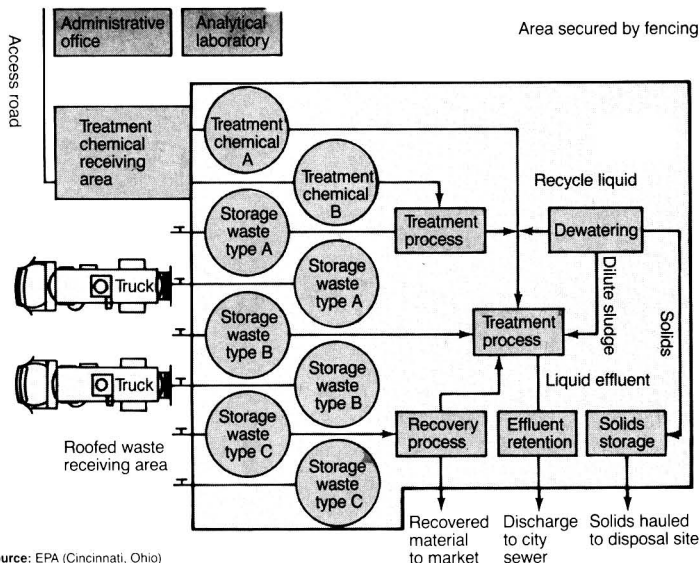 Administrative
office
Analytical
laboratory
Area secured by fencing
Access road
Treatment
chemical
receiving
area
Treatment
chemical
A
Treatment
chemical
B
Recycle liquid
Storage
waste
type A
Treatment
process
Dewatering
Truck
Storage
waste
type A
Dilute sludge
Solids
Storage
waste
type B
Treatment
process
Truck
Storage
waste
type B
Liquid effluent
Roofed waste
receiving area
Storage
waste
type C
Recovery
process
Effluent
retention
Solids
storage
Storage
waste
type C
Recovered
material
to market
Discharge
to city
sewer
Solids hauled
to disposal site
urce: EPA (Cincinnati, Ohio)